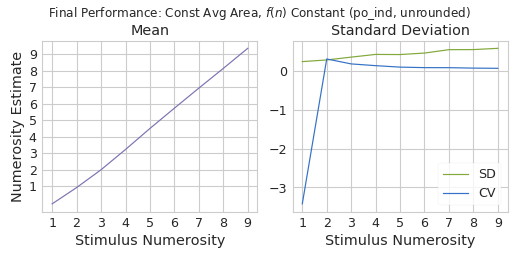 Final Performance: Const Avg Area, f(n) Constant (po_ind, unrounded)
Mean
Standard Deviation
Numerosity Estimate
9
8
7
6
5
4
3
2
1
1 2 3 4 5 6 7 8 9
Stimulus Numerosity
0
−1
−2
−3
SD
CV
1 2 3 4 5 6 7 8 9
Stimulus Numerosity